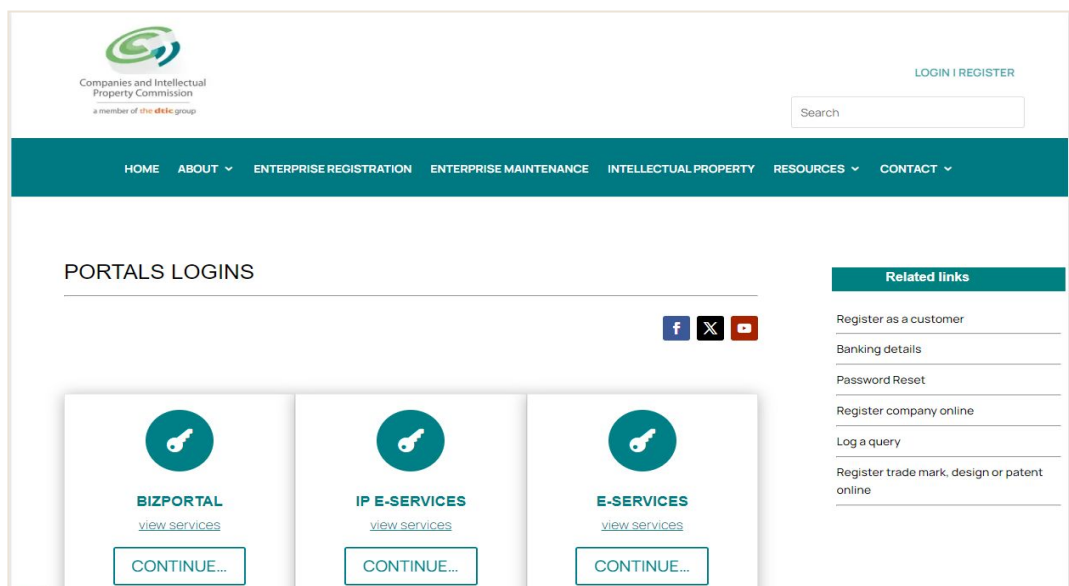 Companies and Intellectual
Property Commission
a member of the dtic group
LOGIN I REGISTER
Search
HOME ABOUT ENTERPRISE REGISTRATION ENTERPRISE MAINTENANCE INTELLECTUAL PROPERTY RESOURCES CONTACT
PORTALS LOGINS
Related links
Register as a customer
Banking details
Password Reset
Register company online
Log a query
Register trade mark, design or patent
online
BIZPORTAL
view services
CONTINUE...
IP E-SERVICES
view services
CONTINUE...
E-SERVICES
view services
CONTINUE...